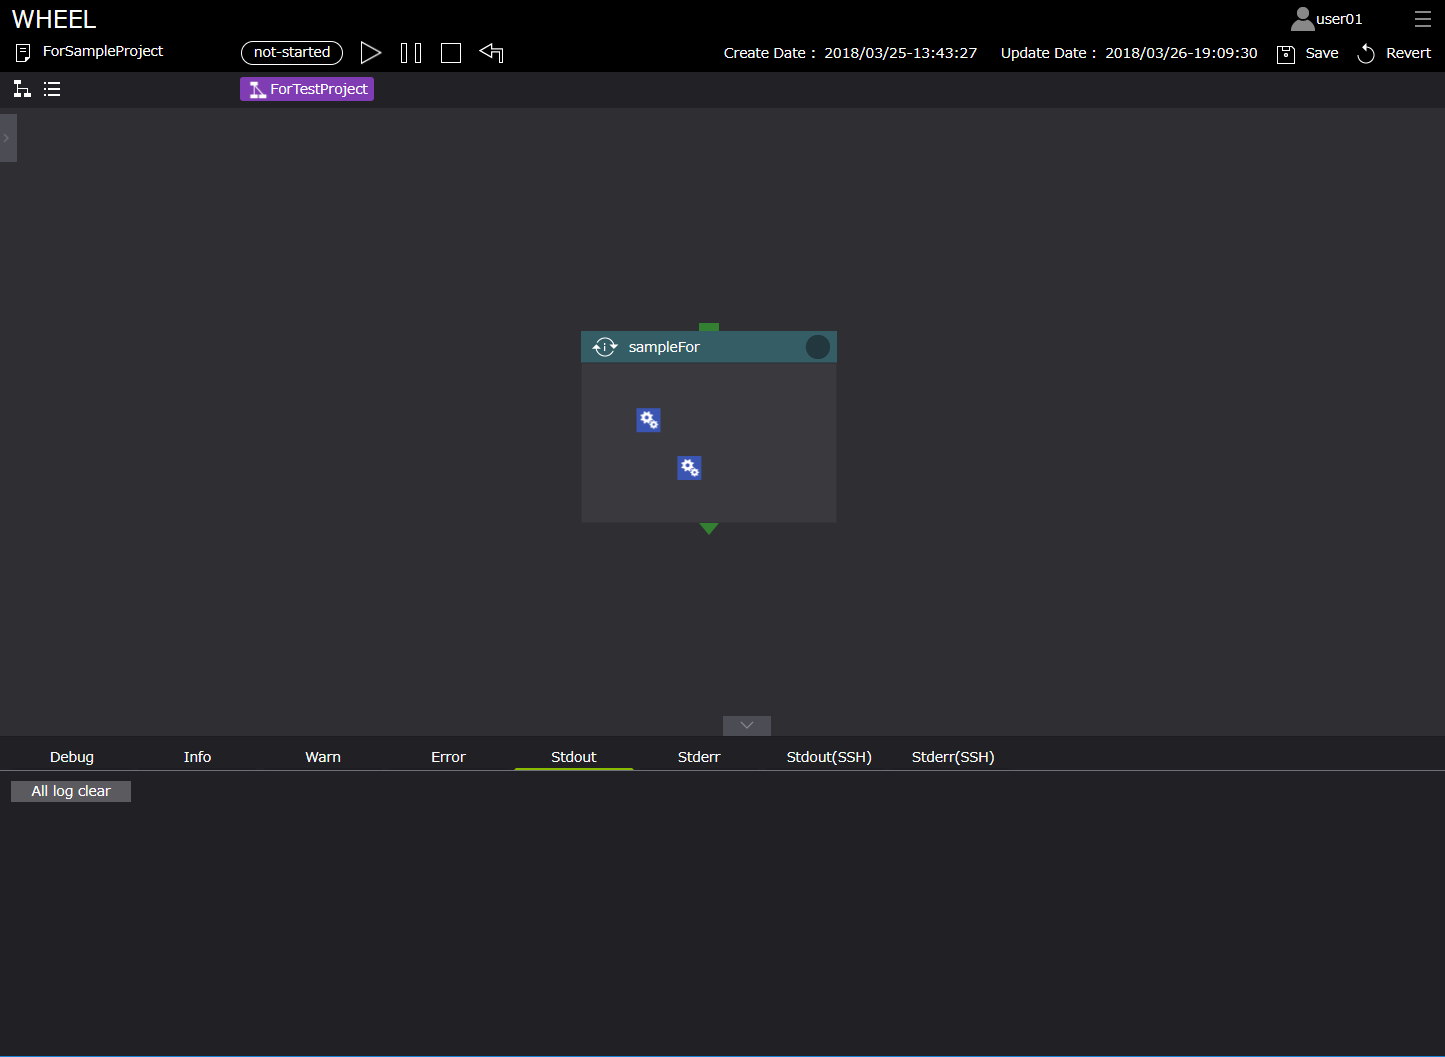 WHEEL
user01
ForSampleProject
not-started
Create Date : 2018/03/25-13:43:27
Update Date : 2018/03/26-19:09:30
Save
Revert
ForTestProject
i sampleFor
Debug Info Warn Error Stdout Stderr Stdout(SSH) Stderr(SSH)
All log clear